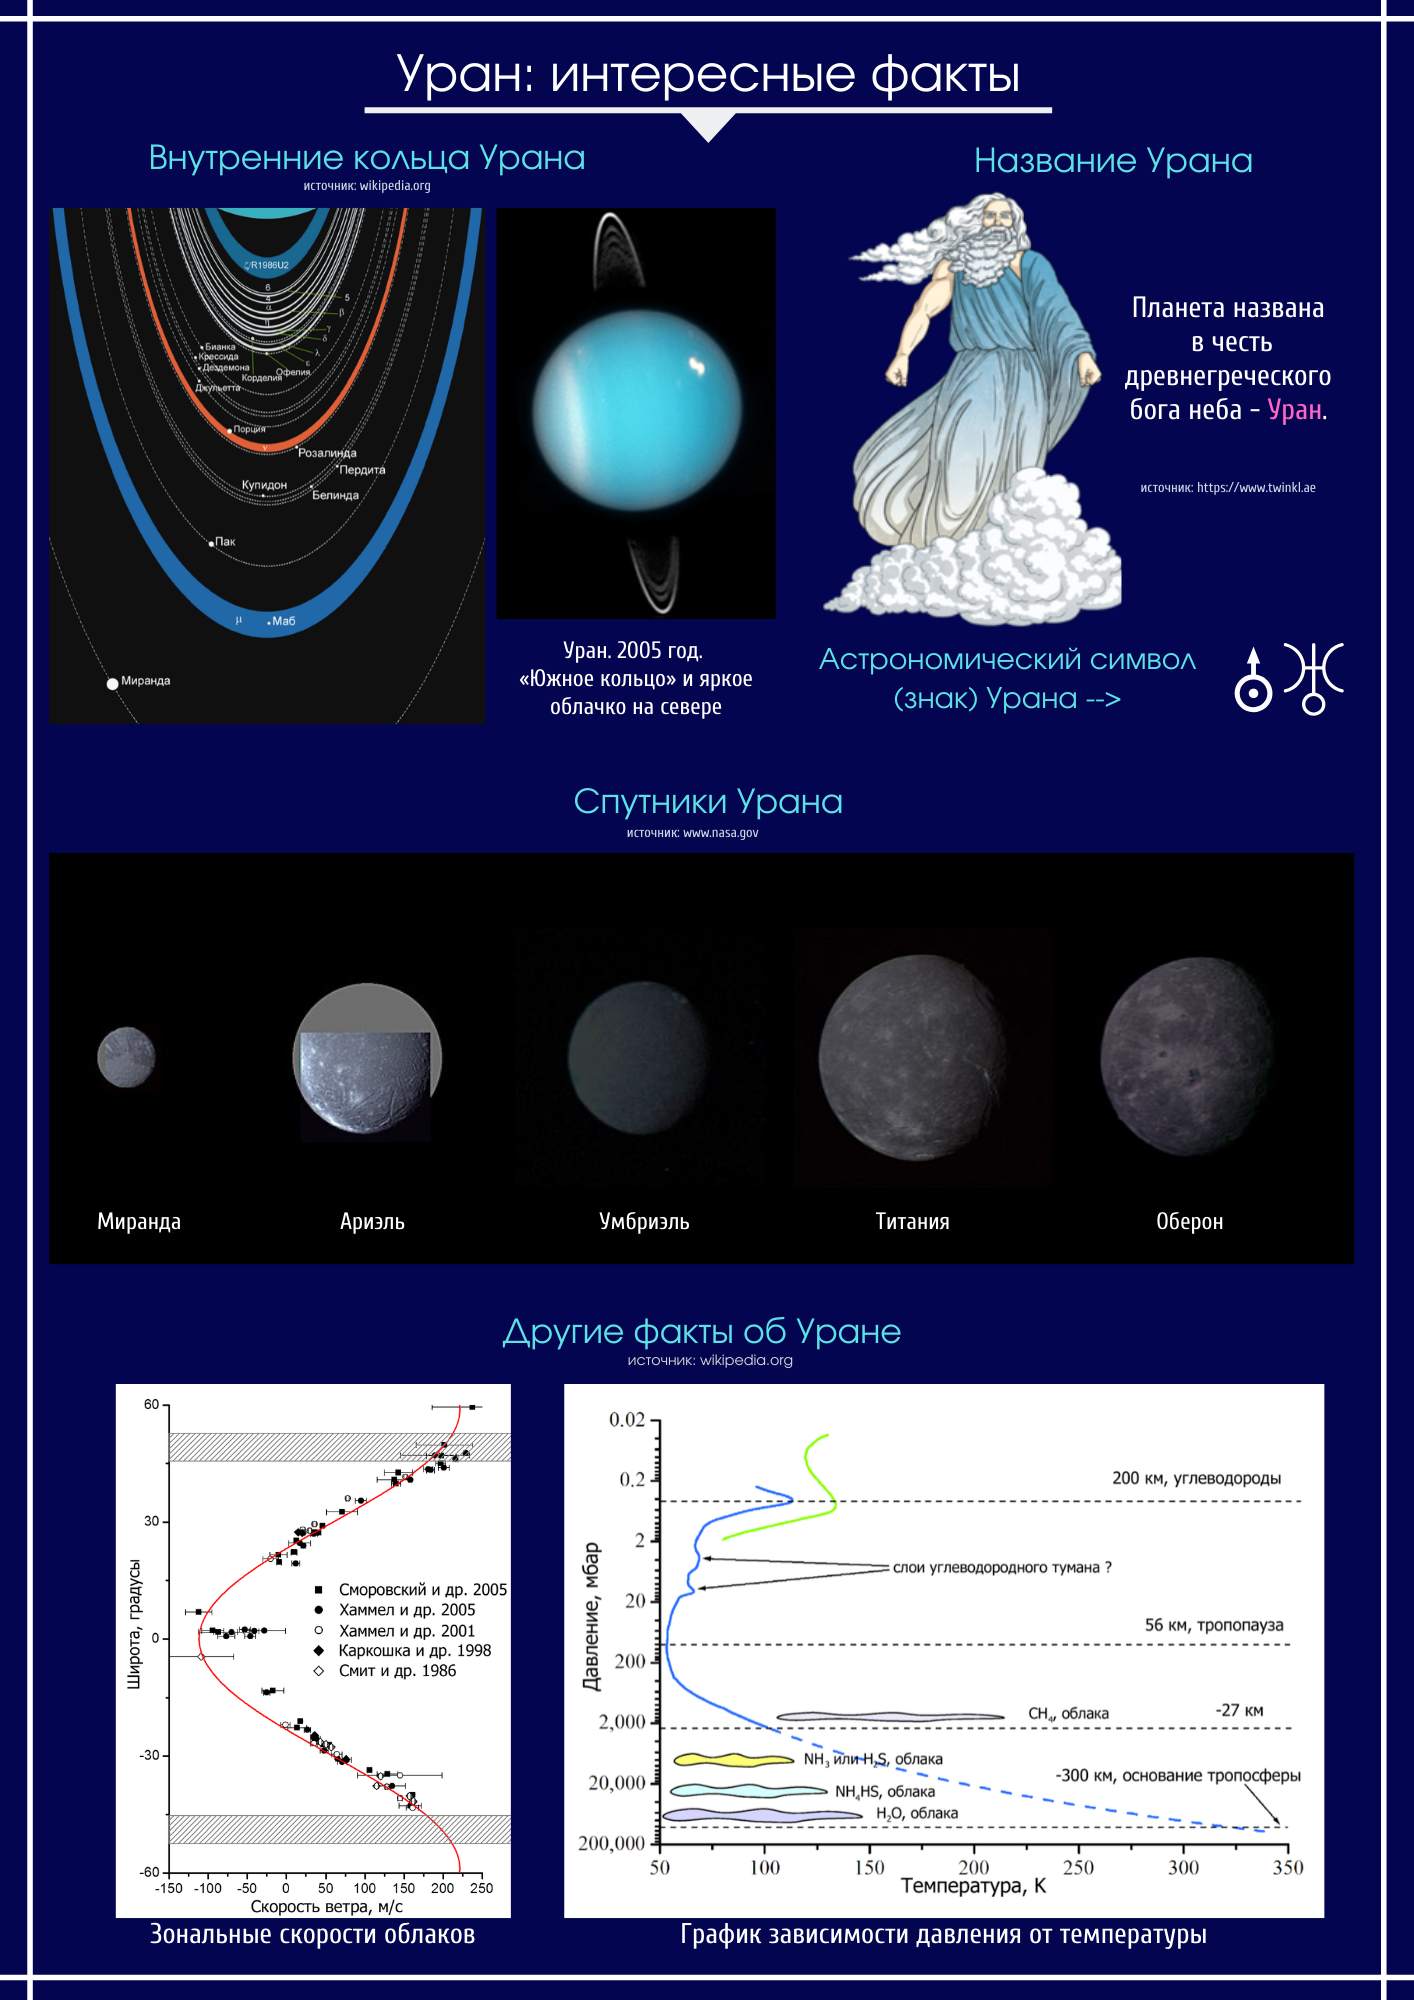 Уран: интересные факты
Внутренние кольца Урана
источник: wikipedia.org
ζ/R1986U2
6
5
4
α
β
η
γ
δ
λ
ε
Бианка
Крессида
Дездемона
Джульетта
Корделия
Офелия
Порция
ν
Розалинда
Пердита
Купидон
Белинда
Пак
μ
Маб
Миранда
Уран. 2005 год.
«Южное кольцо» и яркое
облачко на севере
Название Урана
Планета названа
в честь
древнегреческого
бога неба - Уран.
источник: https://www.twinkl.ae
Астрономический символ
(знак) Урана -->
Спутники Урана
источник: www.nasa.gov
Миранда
Ариэль
Умбриэль
Титания
Оберон
Другие факты об Уране
источник: wikipedia.org
60
30
0
-30
-60
Широта, градусы
Сморовский и др. 2005
Хаммел и др. 2005
Хаммел и др. 2001
Каркошка и др. 1998
Смит и др. 1986
-150 -100 -50 0 50 100 150 200 250
Скорость ветра, м/с
Зональные скорости облаков
0.02
0.2
2
20
200
2,000
20,000
200,000
Давление, мбар
200 км, углеводороды
слои углеводородного тумана ?
56 км, тропопауза
CH4, облака
-27 км
NH3 или H2S, облака
-300 км, основание тропосферы
NH4HS, облака
H2O, облака
50 100 150 200 250 300 350
Температура, К
График зависимости давления от температуры